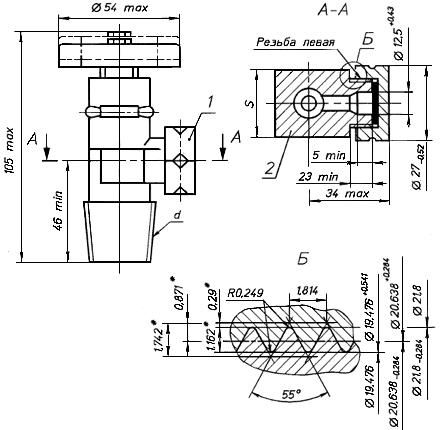 Ø 54 max
105 max
46 min
A
A
1
d
A–A
Резьба левая
Б
Ø 12,5 +0,43
S
2
5 min
23 min
34 max
Ø 27 -0,52
Б
R0,249
1,814
0,871*
0,29*
1,742*
1,162*
55°
Ø 19,476 +0,541
Ø 20,638 +0,284
Ø 21,8
Ø 19,476
Ø 20,638 -0,284
Ø 21,8 -0,284